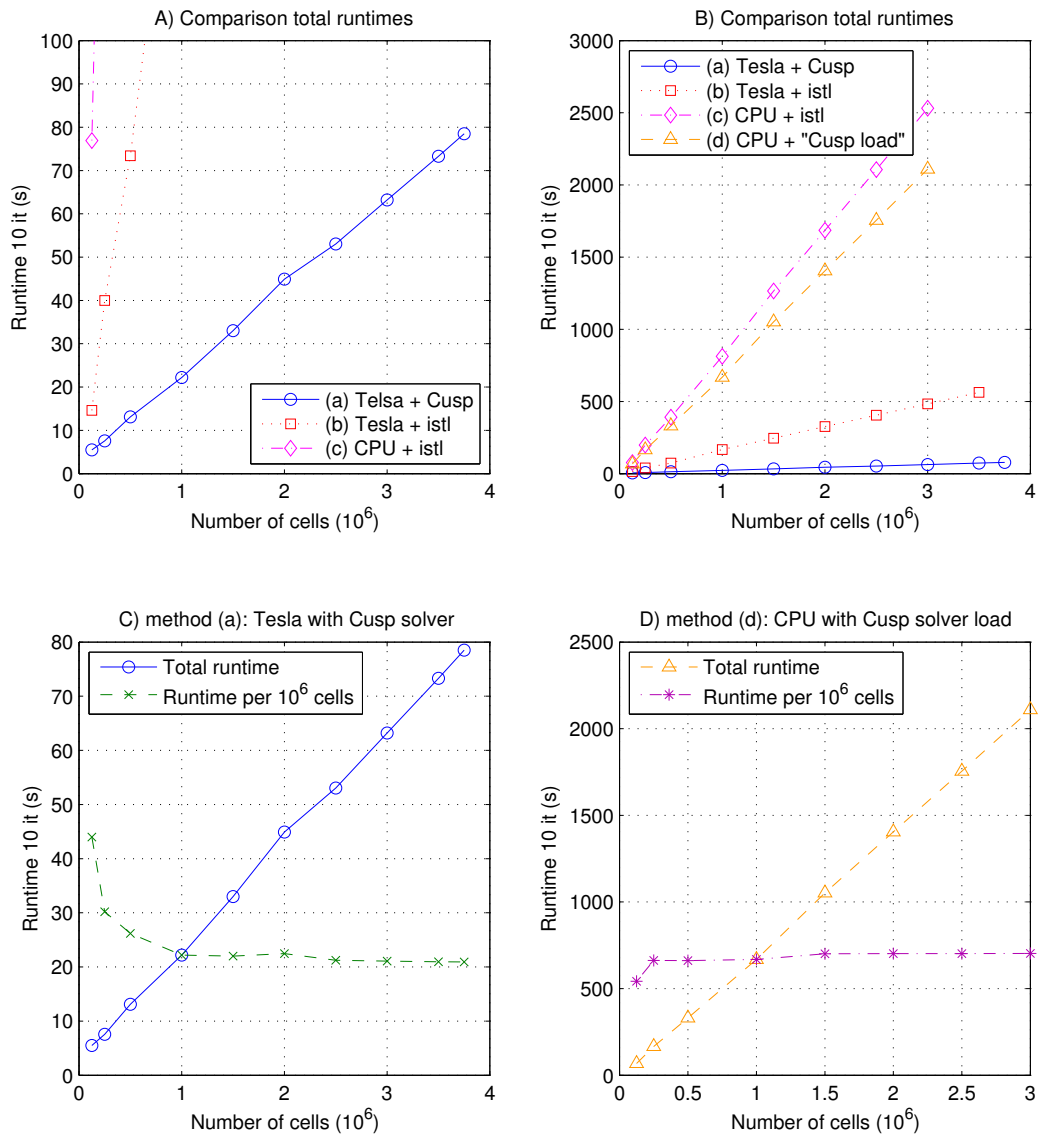 A) Comparison total runtimes
100
90
80
70
60
50
40
30
20
10
0
Runtime 10 it (s)
0 1 2 3 4
Number of cells (10^6)
(a) Telsa + Cusp
(b) Tesla + istl
(c) CPU + istl
B) Comparison total runtimes
3000
2500
2000
1500
1000
500
0
Runtime 10 it (s)
0 1 2 3 4
Number of cells (10^6)
(a) Tesla + Cusp
(b) Tesla + istl
(c) CPU + istl
(d) CPU + "Cusp load"
C) method (a): Tesla with Cusp solver
80
70
60
50
40
30
20
10
0
Runtime 10 it (s)
0 1 2 3 4
Number of cells (10^6)
Total runtime
Runtime per 10^6 cells
D) method (d): CPU with Cusp solver load
2500
2000
1500
1000
500
0
Runtime 10 it (s)
0 0.5 1 1.5 2 2.5 3
Number of cells (10^6)
Total runtime
Runtime per 10^6 cells